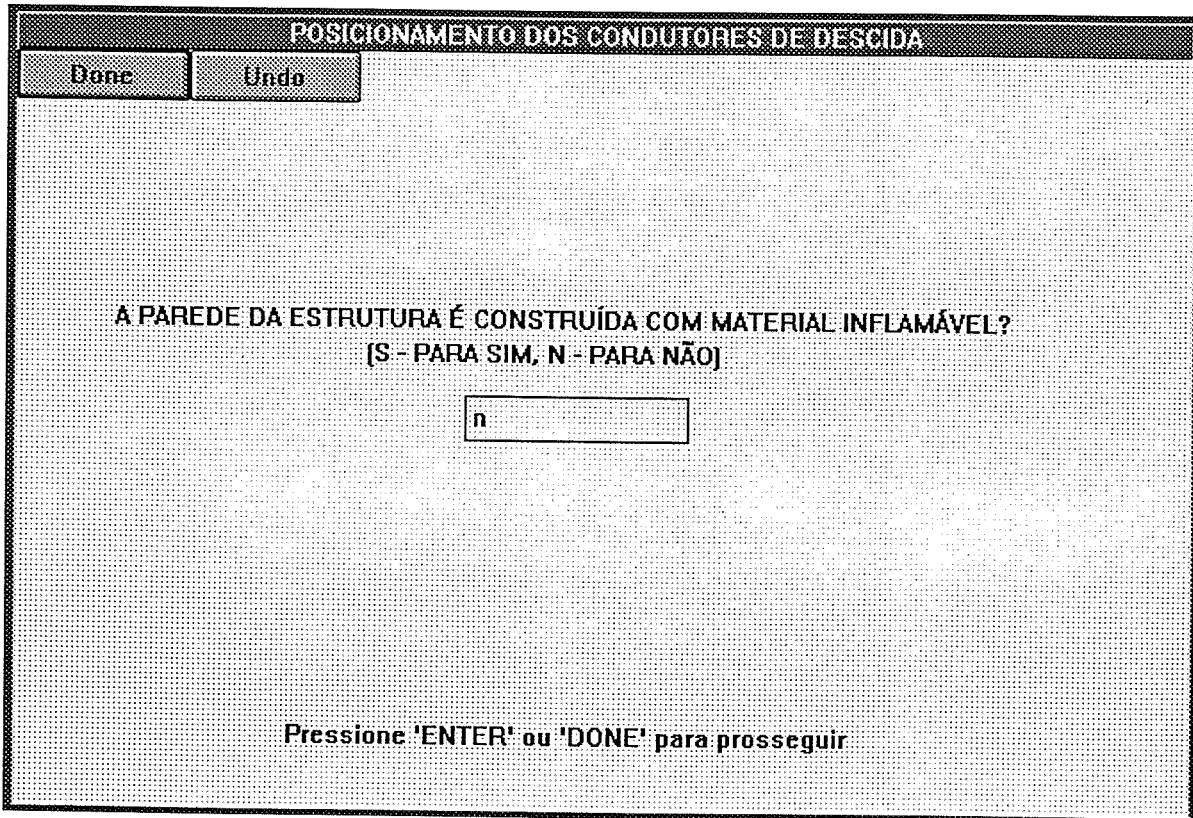 POSICIONAMENTO DOS CONDUTORES DE DESCIDA
Done Undo
A PAREDE DA ESTRUTURA É CONSTRUÍDA COM MATERIAL INFLAMÁVEL?
(S - PARA SIM, N - PARA NÃO)
n
Pressione 'ENTER' ou 'DONE' para prosseguir